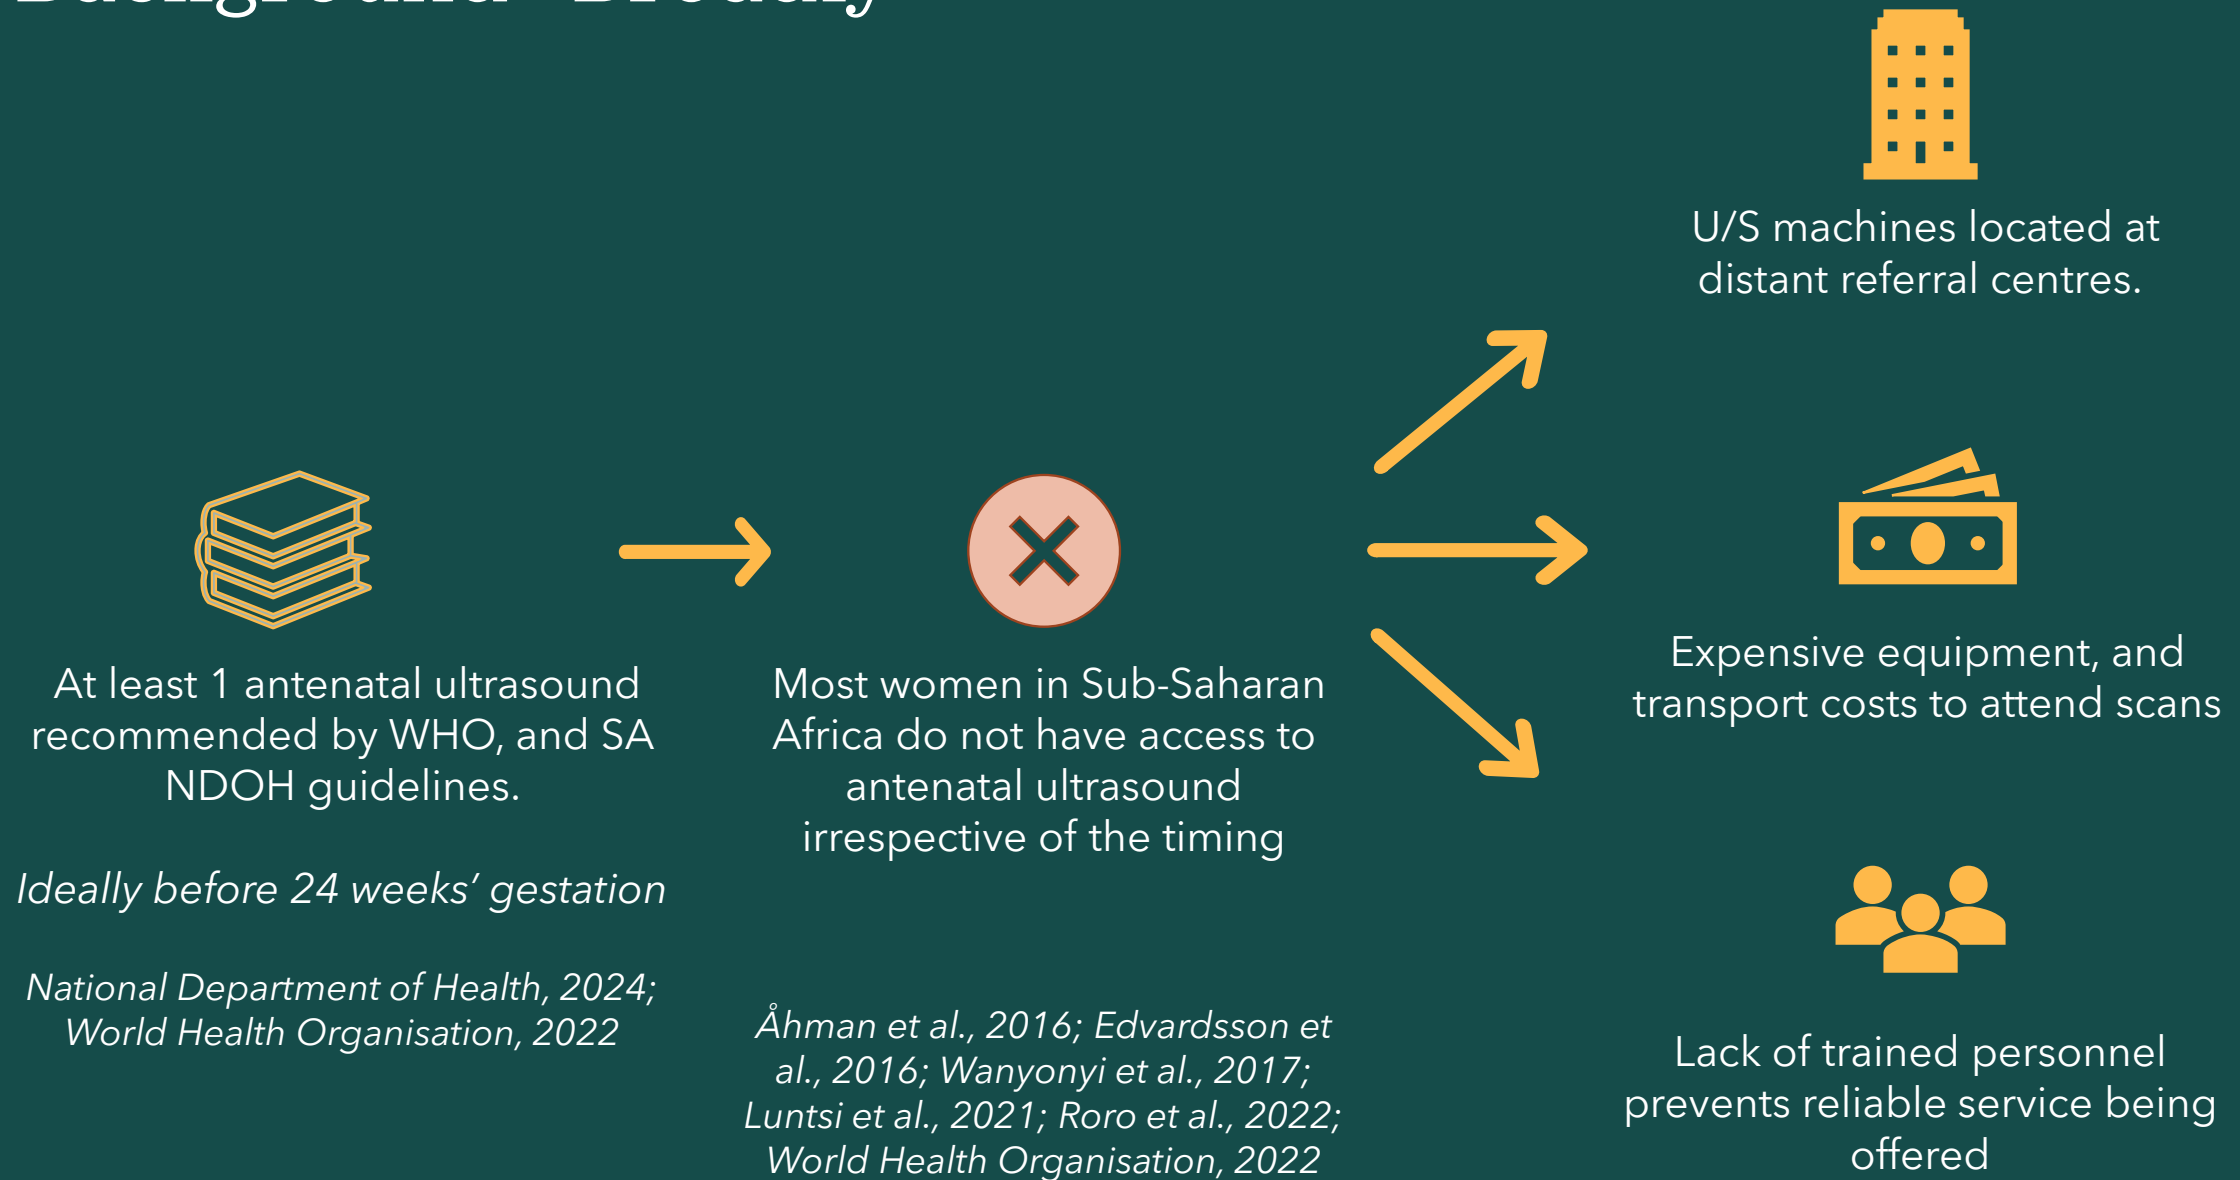 At least 1 antenatal ultrasound
recommended by WHO, and SA
NDOH guidelines.
Ideally before 24 weeks’ gestation
National Department of Health, 2024;
World Health Organisation, 2022
Most women in Sub-Saharan
Africa do not have access to
antenatal ultrasound
irrespective of the timing
Åhman et al., 2016; Edvardsson et
al., 2016; Wanyonyi et al., 2017;
Luntsi et al., 2021; Roro et al., 2022;
World Health Organisation, 2022
U/S machines located at
distant referral centres.
Expensive equipment, and
transport costs to attend scans
Lack of trained personnel
prevents reliable service being
offered